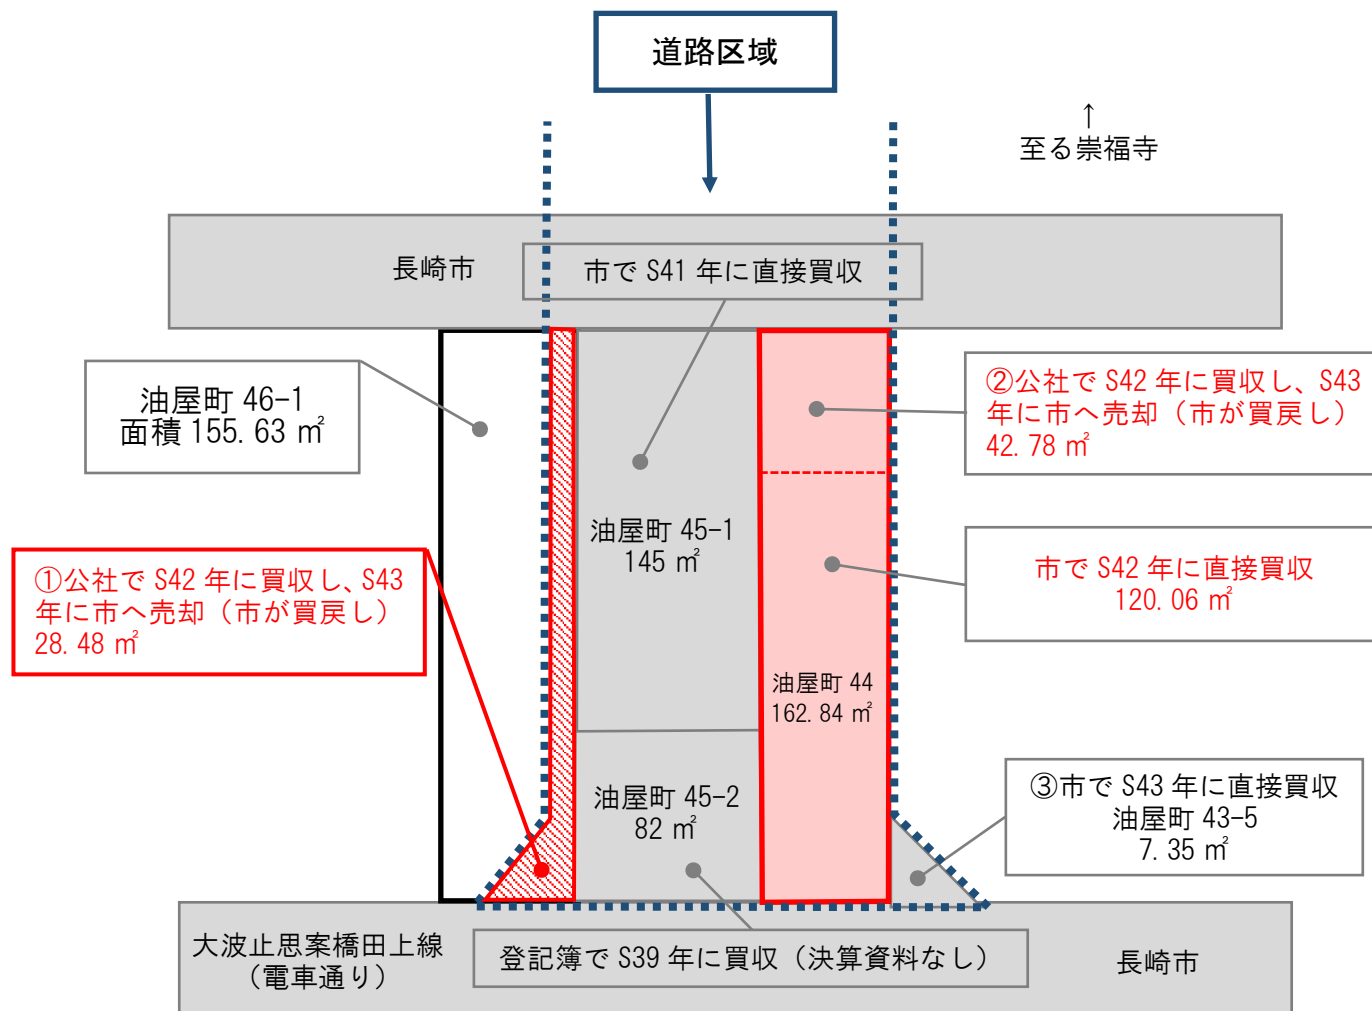 道路区域
↑
至る崇福寺
長崎市
市で S41 年に直接買収
油屋町 46-1
面積 155.63 ㎡
②公社で S42 年に買収し、S43
年に市へ売却（市が買戻し）
42.78 ㎡
油屋町 45-1
145 ㎡
市で S42 年に直接買収
120.06 ㎡
①公社で S42 年に買収し、S43
年に市へ売却（市が買戻し）
28.48 ㎡
油屋町 44
162.84 ㎡
油屋町 45-2
82 ㎡
③市で S43 年に直接買収
油屋町 43-5
7.35 ㎡
大波止思案橋田上線
（電車通り）
登記簿で S39 年に買収（決算資料なし）
長崎市